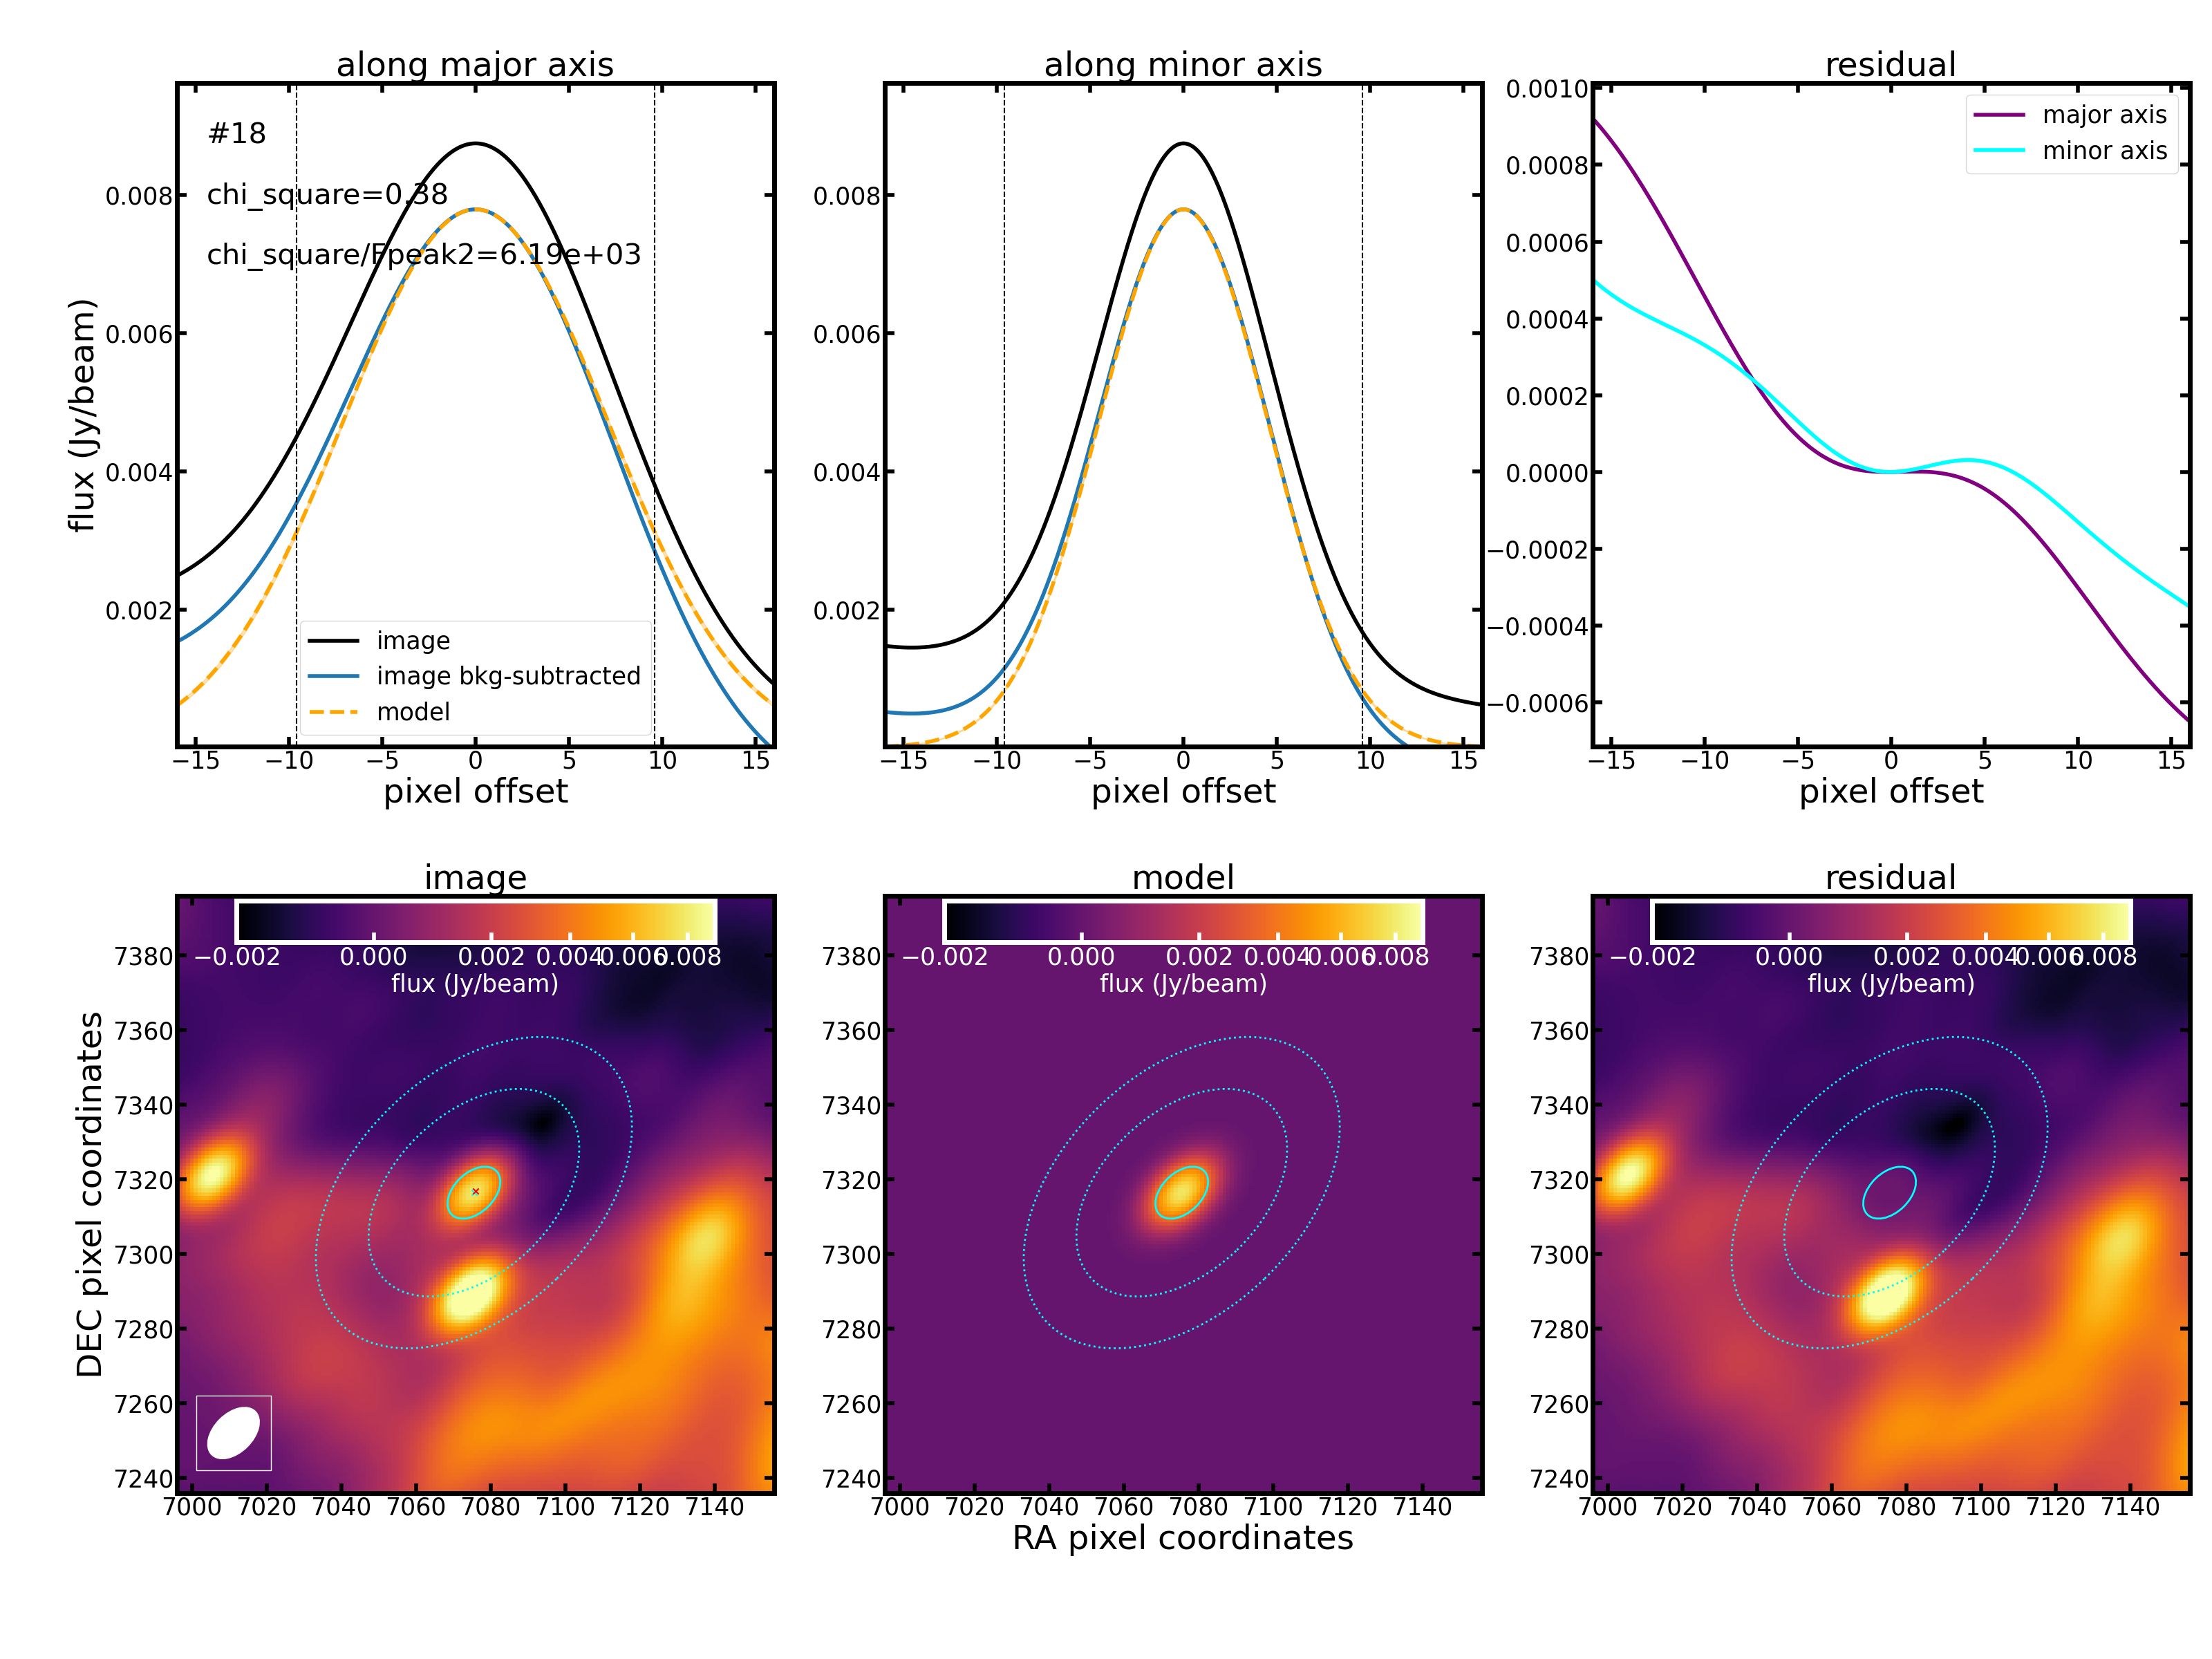 along major axis
along minor axis
residual
#18
chi_square=0.38
chi_square/Fpeak2=6.19e+03
flux (Jy/beam)
0.008
0.006
0.004
0.002
image
image bkg-subtracted
model
−15 −10 −5 0 5 10 15
pixel offset
0.008
0.006
0.004
0.002
−15 −10 −5 0 5 10 15
pixel offset
major axis
minor axis
0.0010
0.0008
0.0006
0.0004
0.0002
0.0000
−0.0002
−0.0004
−0.0006
−15 −10 −5 0 5 10 15
pixel offset
image
model
residual
−0.002 0.000 0.002 0.004 0.006 0.008
flux (Jy/beam)
DEC pixel coordinates
7380
7360
7340
7320
7300
7280
7260
7240
7000 7020 7040 7060 7080 7100 7120 7140
−0.002 0.000 0.002 0.004 0.006 0.008
flux (Jy/beam)
7380
7360
7340
7320
7300
7280
7260
7240
7000 7020 7040 7060 7080 7100 7120 7140
RA pixel coordinates
−0.002 0.000 0.002 0.004 0.006 0.008
flux (Jy/beam)
7380
7360
7340
7320
7300
7280
7260
7240
7000 7020 7040 7060 7080 7100 7120 7140